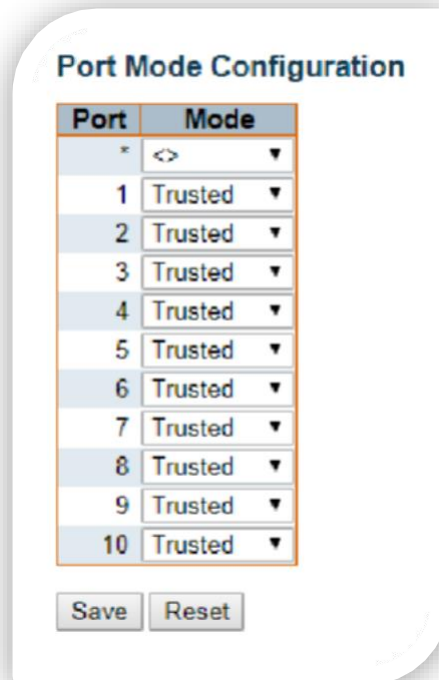 Port Mode Configuration
Port Mode
* <>
1 Trusted
2 Trusted
3 Trusted
4 Trusted
5 Trusted
6 Trusted
7 Trusted
8 Trusted
9 Trusted
10 Trusted
Save Reset